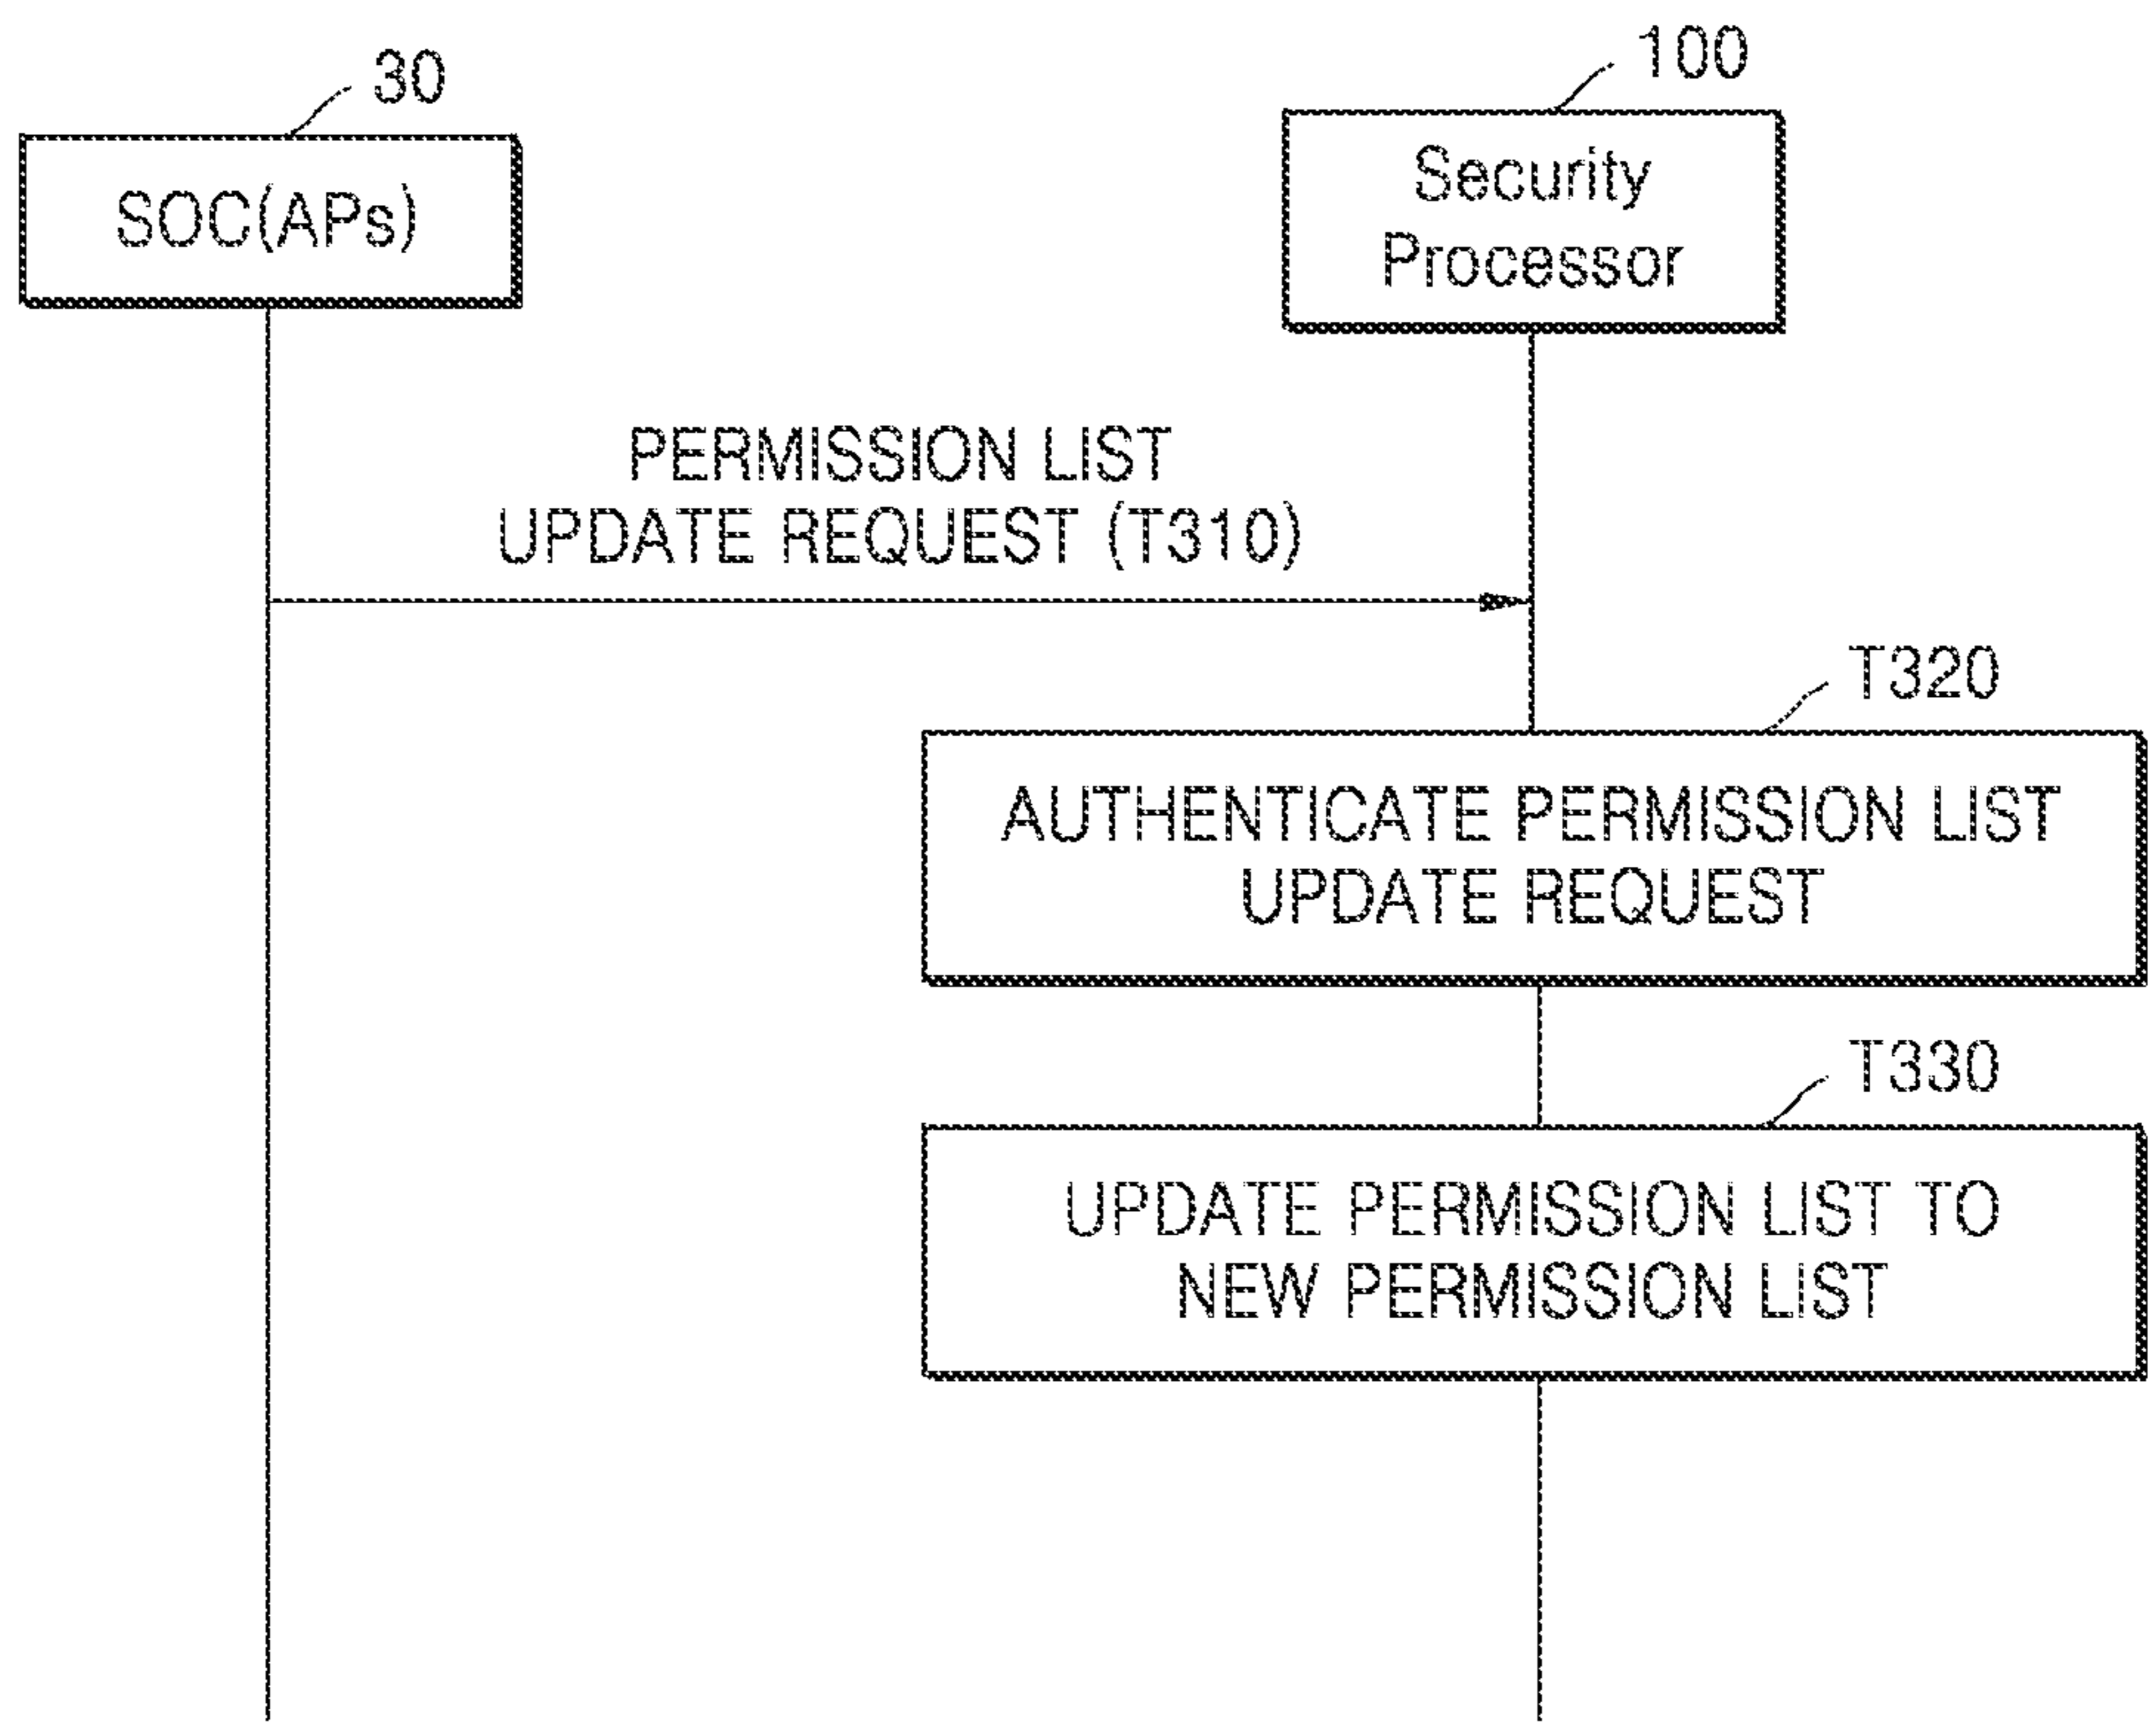 30
100
SOC(APs)
Security
Processor
PERMISSION LIST
UPDATE REQUEST (T310)
T320
AUTHENTICATE PERMISSION LIST
UPDATE REQUEST
T330
UPDATE PERMISSION LIST TO
NEW PERMISSION LIST